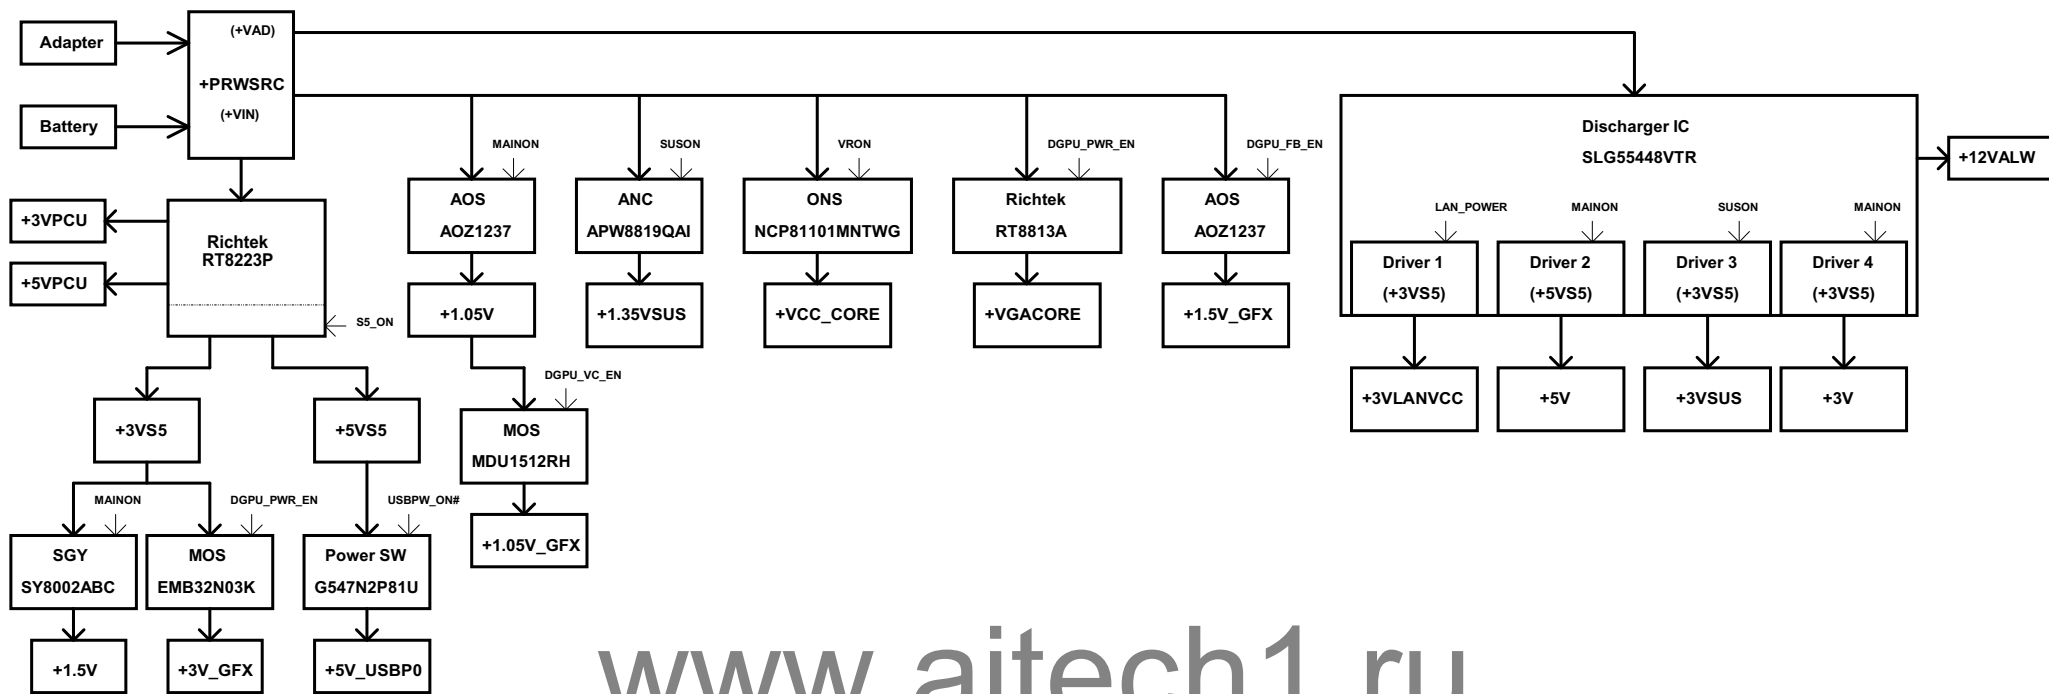 Adapter
Battery
(+VAD)
+PRWSRC
(+VIN)
+3VPCU
+5VPCU
Richtek
RT8223P
S5_ON
+3VS5
+5VS5
MAINON
SGY
SY8002ABC
+1.5V
DGPU_PWR_EN
MOS
EMB32N03K
+3V_GFX
USBPW_ON#
Power SW
G547N2P81U
+5V_USBP0
MAINON
AOS
AOZ1237
+1.05V
DGPU_VC_EN
MOS
MDU1512RH
+1.05V_GFX
SUSON
ANC
APW8819QAI
+1.35VSUS
VRON
ONS
NCP81101MNTWG
+VCC_CORE
DGPU_PWR_EN
Richtek
RT8813A
+VGACORE
DGPU_FB_EN
AOS
AOZ1237
+1.5V_GFX
Discharger IC
SLG55448VTR
+12VALW
LAN_POWER
Driver 1
(+3VS5)
+3VLANVCC
MAINON
Driver 2
(+5VS5)
+5V
SUSON
Driver 3
(+3VS5)
+3VSUS
MAINON
Driver 4
(+3VS5)
+3V
www.aitech1.ru